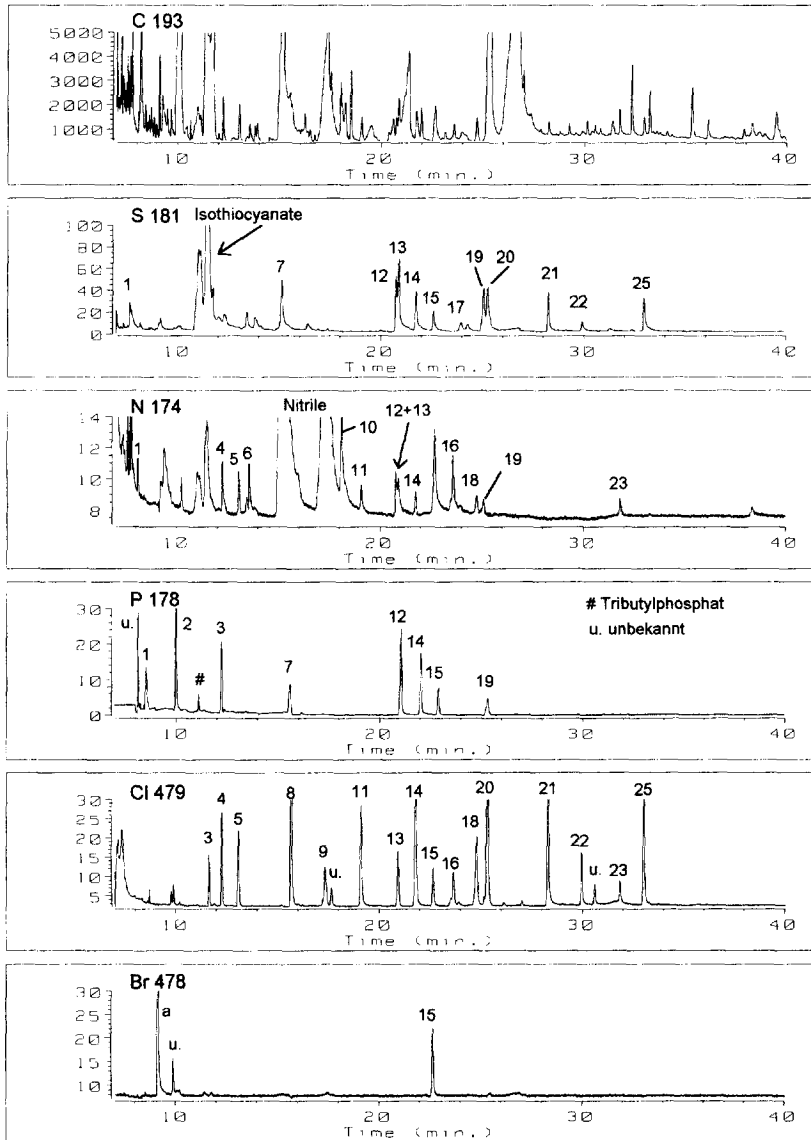 C 193
5000
4000
3000
2000
1000
10 20 30 40
Time (min.)
S 181
Isothiocyanate
100
80
60
40
20
0
1 7 12 13 14 15 17 19 20 21 22 25
10 20 30 40
Time (min.)
N 174
Nitrile
14
12
10
8
1 4 5 6 10 11 12+13 14 16 18 19 23
10 20 30 40
Time (min.)
P 178
# Tributylphosphat
u. unbekannt
30
20
10
0
u. 1 2 # 3 7 12 14 15 19
10 20 30 40
Time (min.)
Cl 479
30
25
20
15
10
5
3 4 5 8 9 u. 11 13 14 15 16 18 20 21 22 u. 23 25
10 20 30 40
Time (min.)
Br 478
30
25
20
15
10
a u. 15
10 20 30 40
Time (min.)